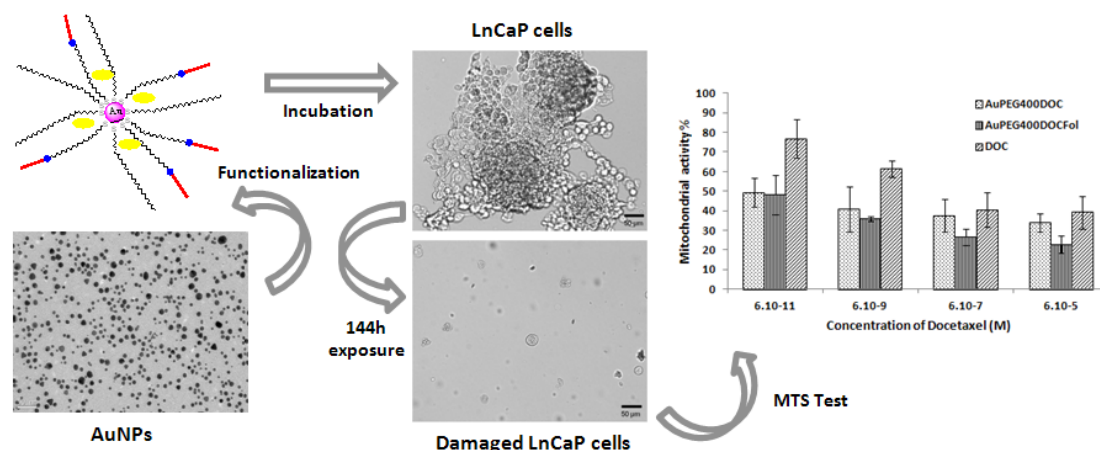 LnCaP cells
Au
Incubation
Functionalization
60 µm
144h
exposure
50 µm
AuNPs
Damaged LnCaP cells
MTS Test
Mitochondrial activity%
100
90
80
70
60
50
40
30
20
10
0
AuPEG400DOC
AuPEG400DOCFol
DOC
6.10-11 6.10-9 6.10-7 6.10-5
Concentration of Docetaxel (M)